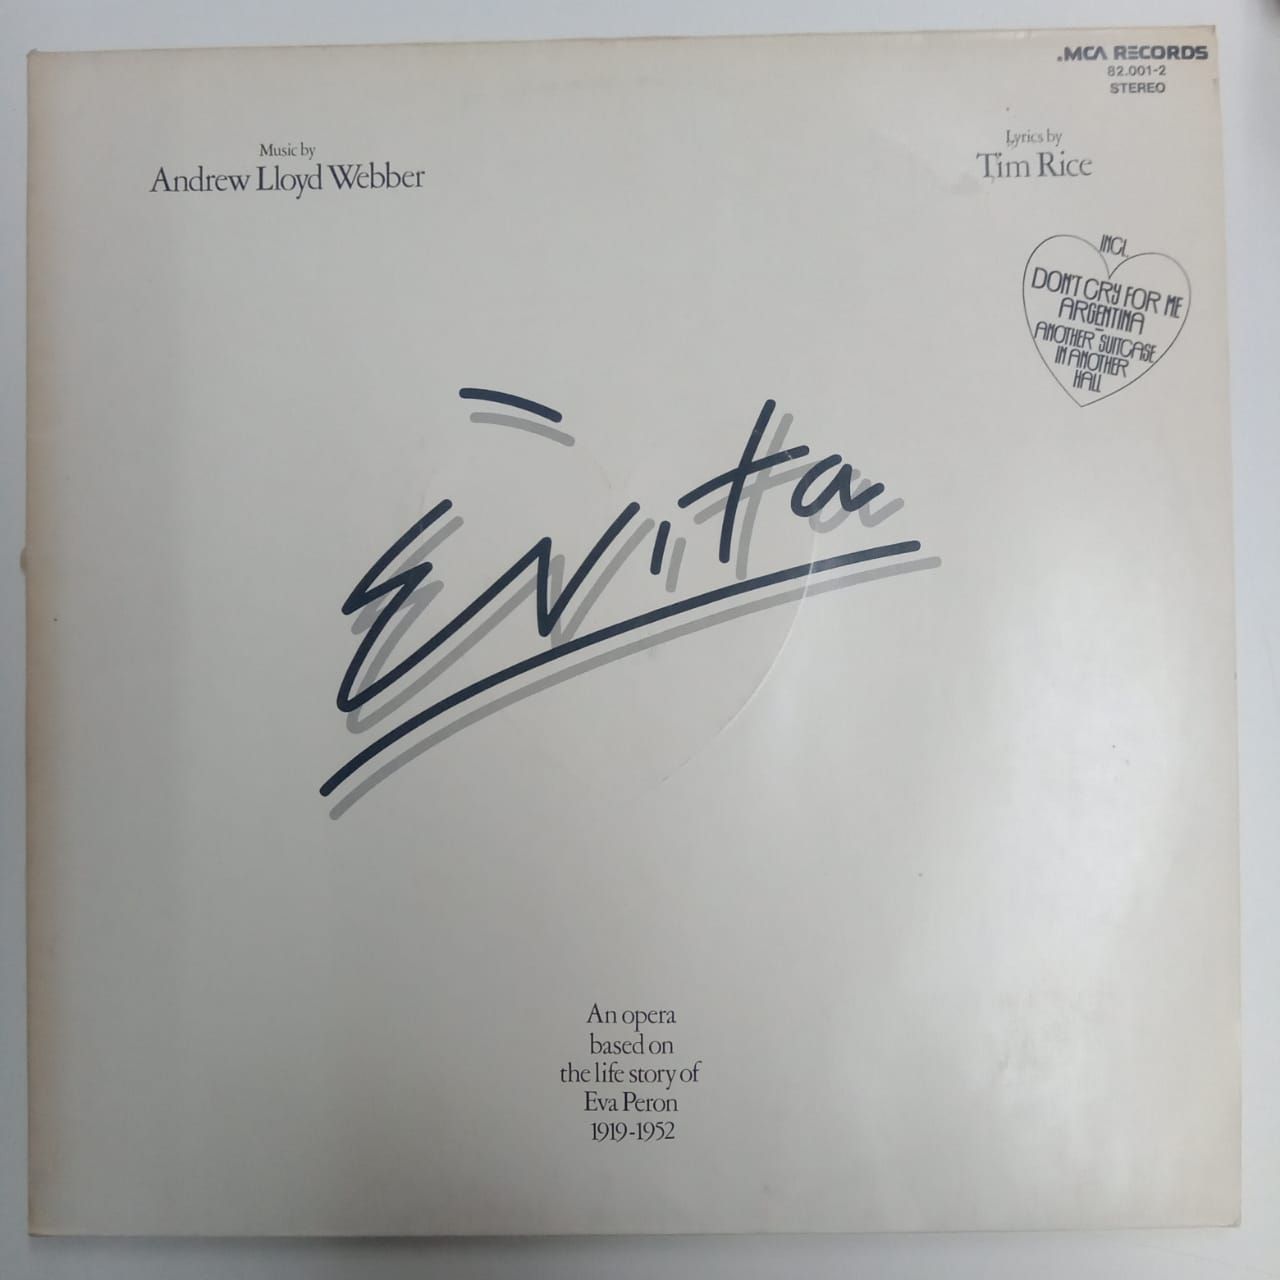 MCA RECORDS
82.001-2
STEREO
Music by
Andrew Lloyd Webber
Lyrics by
Tim Rice
INCL.
DON'T CRY FOR ME
ARGENTINA
–
ANOTHER SUITCASE
IN ANOTHER
HALL
Evita
An opera
based on
the life story of
Eva Peron
1919-1952